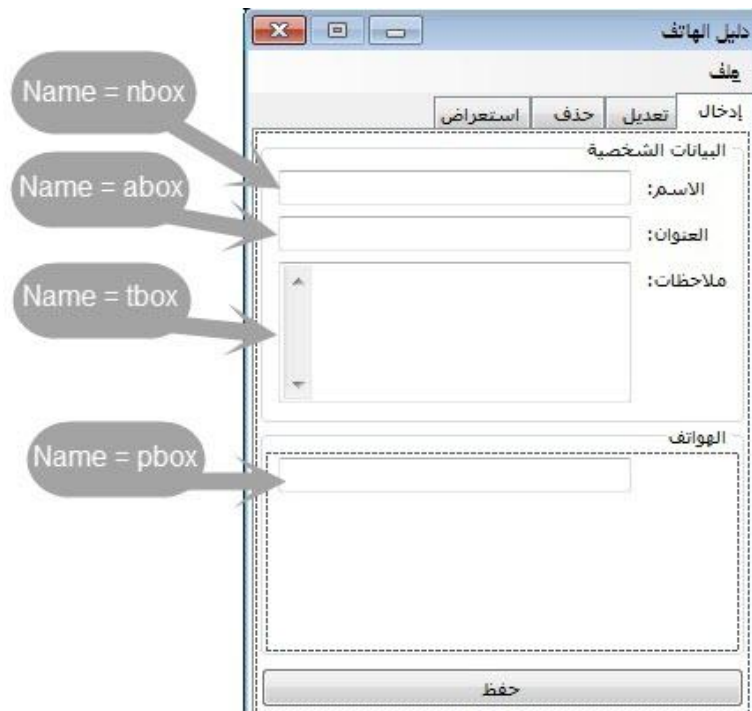 دليل الهاتف
ملف
إدخال تعديل حذف استعراض
البيانات الشخصية
Name = nbox
الاسم:
Name = abox
العنوان:
Name = tbox
ملاحظات:
الهواتف
Name = pbox
حفظ